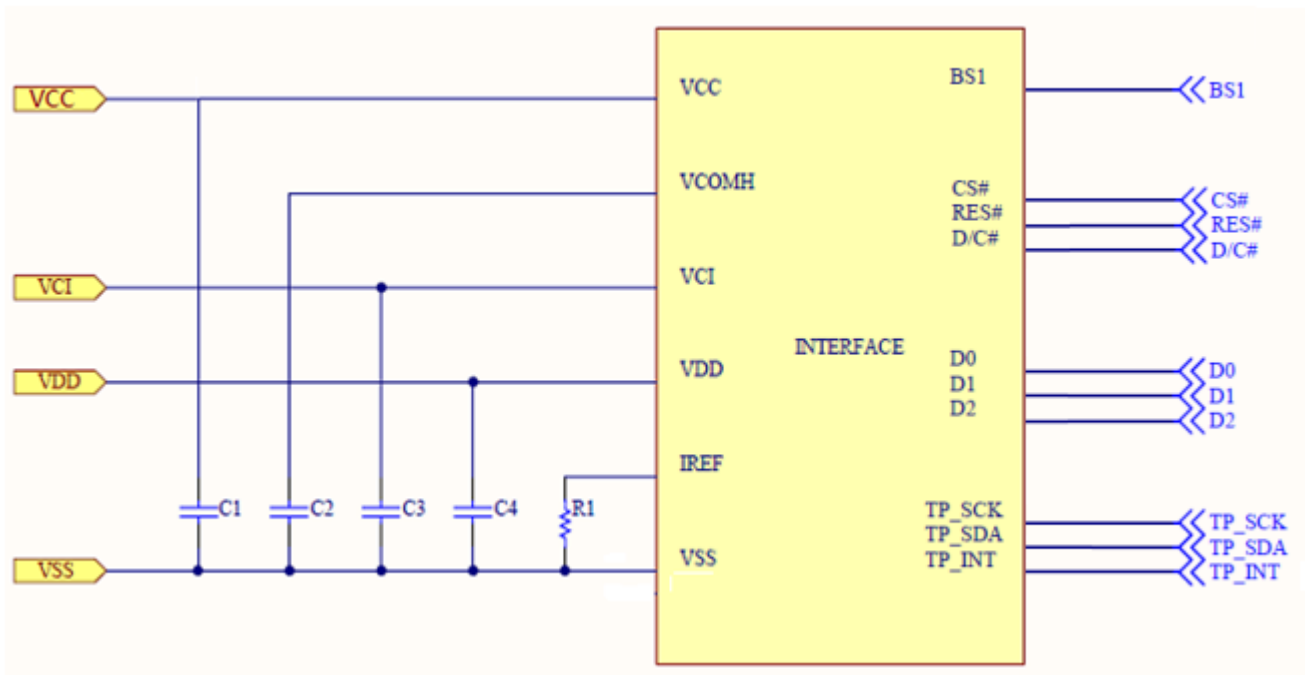 VCC VCC BS1 BS1
VCOMH CS# CS#
RES# RES#
D/C# D/C#
VCI VCI
INTERFACE
VDD VDD D0 D0
D1 D1
D2 D2
IREF
C1 C2 C3 C4 R1 TP_SCK TP_SCK
TP_SDA TP_SDA
VSS VSS TP_INT TP_INT